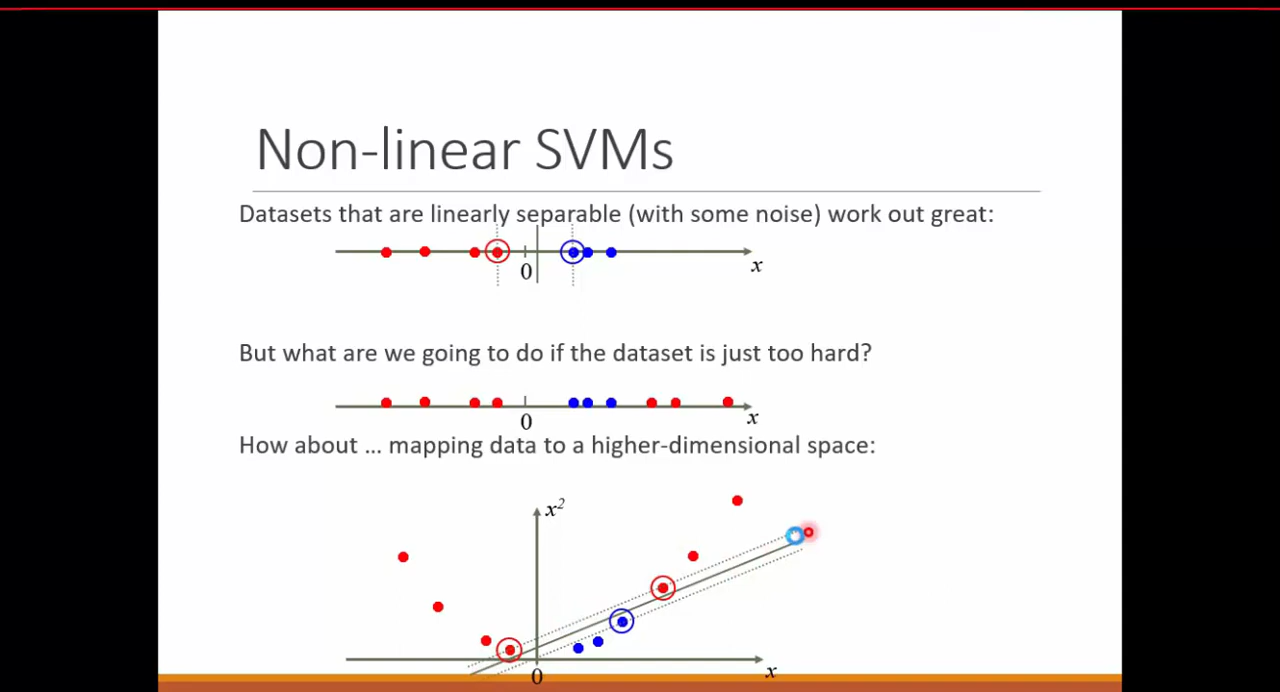 Non-linear SVMs
Datasets that are linearly separable (with some noise) work out great:
0
x
But what are we going to do if the dataset is just too hard?
0
x
How about … mapping data to a higher-dimensional space:
x²
0
x